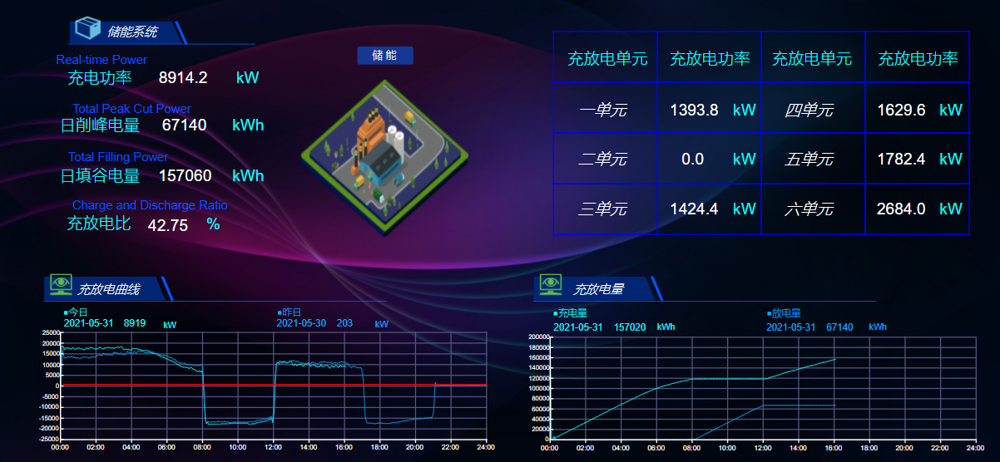 储能系统
Real-time Power
充电功率 8914.2 kW
Total Peak Cut Power
日削峰电量 67140 kWh
Total Filling Power
日填谷电量 157060 kWh
Charge and Discharge Ratio
充放电比 42.75 %
储 能
充放电单元 充放电功率 充放电单元 充放电功率
一单元 1393.8 kW 四单元 1629.6 kW
二单元 0.0 kW 五单元 1782.4 kW
三单元 1424.4 kW 六单元 2684.0 kW
充放电曲线
今日 昨日
2021-05-31 8919 kW 2021-05-30 203 kW
25000
20000
15000
10000
5000
0
-5000
-10000
-15000
-20000
-25000
00:00 02:00 04:00 06:00 08:00 10:00 12:00 14:00 16:00 18:00 20:00 22:00 24:00
充放电量
充电量 放电量
2021-05-31 157020 kWh 2021-05-31 67140 kWh
200000
180000
160000
140000
120000
100000
80000
60000
40000
20000
0
00:00 02:00 04:00 06:00 08:00 10:00 12:00 14:00 16:00 18:00 20:00 22:00 24:00